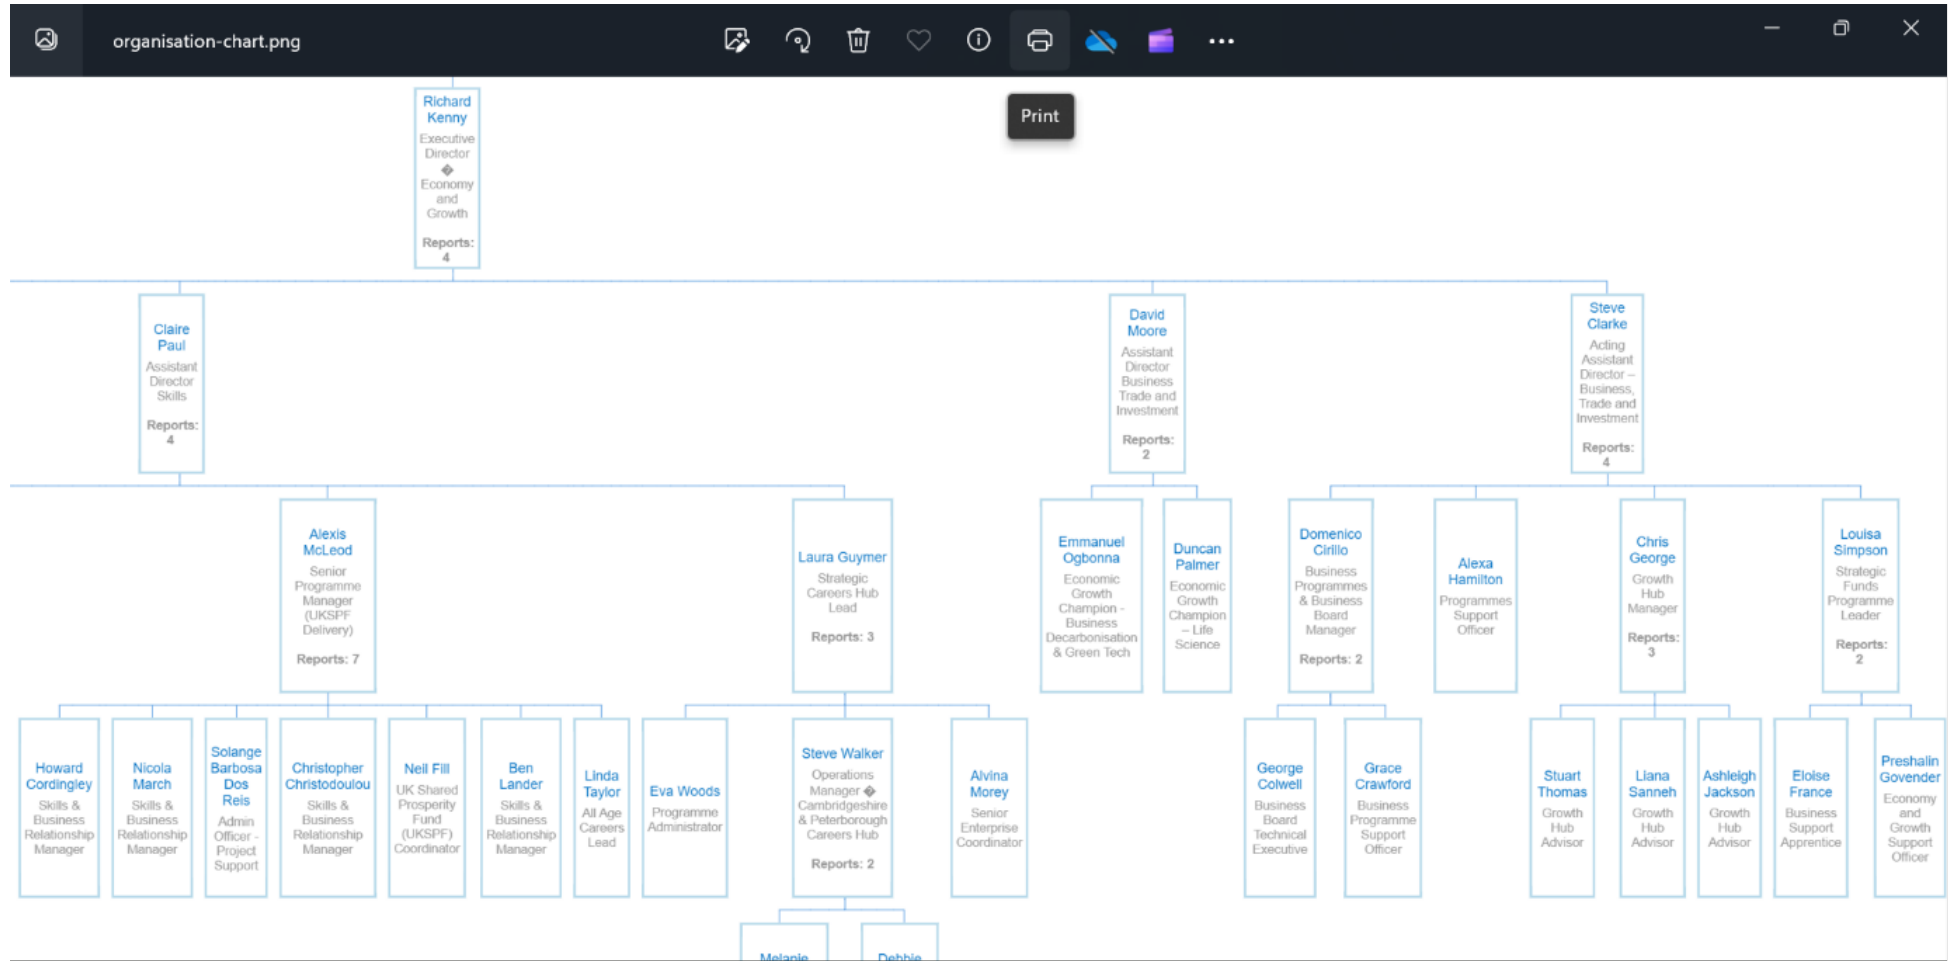 organisation-chart.png
Print
Richard
Kenny
Executive
Director
�
Economy
and
Growth
Reports:
4
Claire
Paul
Assistant
Director
Skills
Reports:
4
David
Moore
Assistant
Director
Business
Trade and
Investment
Reports:
2
Steve
Clarke
Acting
Assistant
Director –
Business,
Trade and
Investment
Reports:
4
Alexis
McLeod
Senior
Programme
Manager
(UKSPF
Delivery)
Reports: 7
Laura Guymer
Strategic
Careers Hub
Lead
Reports: 3
Emmanuel
Ogbonna
Economic
Growth
Champion -
Business
Decarbonisation
& Green Tech
Duncan
Palmer
Economic
Growth
Champion
– Life
Science
Domenico
Cirillo
Business
Programmes
& Business
Board
Manager
Reports: 2
Alexa
Hamilton
Programmes
Support
Officer
Chris
George
Growth
Hub
Manager
Reports:
3
Louisa
Simpson
Strategic
Funds
Programme
Leader
Reports:
2
Howard
Cordingley
Skills &
Business
Relationship
Manager
Nicola
March
Skills &
Business
Relationship
Manager
Solange
Barbosa
Dos
Reis
Admin
Officer -
Project
Support
Christopher
Christodoulou
Skills &
Business
Relationship
Manager
Neil Fill
UK Shared
Prosperity
Fund
(UKSPF)
Coordinator
Ben
Lander
Skills &
Business
Relationship
Manager
Linda
Taylor
All Age
Careers
Lead
Eva Woods
Programme
Administrator
Steve Walker
Operations
Manager �
Cambridgeshire
& Peterborough
Careers Hub
Reports: 2
Alvina
Morey
Senior
Enterprise
Coordinator
George
Colwell
Business
Board
Technical
Executive
Grace
Crawford
Business
Programme
Support
Officer
Stuart
Thomas
Growth
Hub
Advisor
Liana
Sanneh
Growth
Hub
Advisor
Ashleigh
Jackson
Growth
Hub
Advisor
Eloise
France
Business
Support
Apprentice
Preshalin
Govender
Economy
and
Growth
Support
Officer
Melanie
Debbie